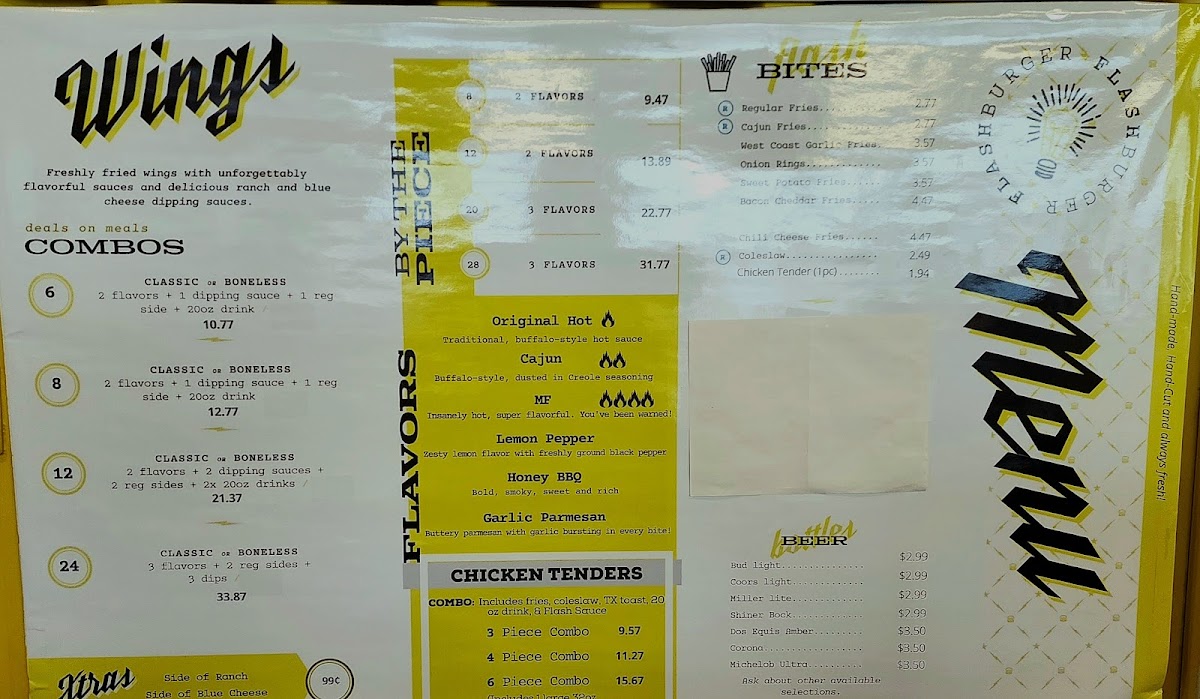 Wings
Freshly fried wings with unforgettably
flavorful sauces and delicious ranch and blue
cheese dipping sauces.
deals on meals
COMBOS
6
CLASSIC OR BONELESS
2 flavors + 1 dipping sauce + 1 reg
side + 20oz drink /
10.77
8
CLASSIC OR BONELESS
2 flavors + 1 dipping sauce + 1 reg
side + 20oz drink
12.77
12
CLASSIC OR BONELESS
2 flavors + 2 dipping sauces +
2 reg sides + 2x 20oz drinks /
21.37
24
CLASSIC OR BONELESS
3 flavors + 2 reg sides +
3 dips /
33.87
Xtras
Side of Ranch
Side of Blue Cheese
99¢
BY THE
PIECE
8 2 FLAVORS 9.47
12 2 FLAVORS 13.89
20 3 FLAVORS 22.77
28 3 FLAVORS 31.77
FLAVORS
Original Hot
Traditional, buffalo-style hot sauce
Cajun
Buffalo-style, dusted in Creole seasoning
MF
Insanely hot, super flavorful. You've been warned!
Lemon Pepper
Zesty lemon flavor with freshly ground black pepper
Honey BBQ
Bold, smoky, sweet and rich
Garlic Parmesan
Buttery parmesan with garlic bursting in every bite!
CHICKEN TENDERS
COMBO: Includes fries, coleslaw, TX toast, 20
oz drink, & Flash Sauce
3 Piece Combo 9.57
4 Piece Combo 11.27
6 Piece Combo 15.67
(Includes 1 large 32oz
flash
BITES
R Regular Fries.. 2.77
R Cajun Fries............ 2.77
West Coast Garlic Fries. 3.57
Onion Rings............. 3.57
Sweet Potato Fries...... 3.57
Bacon Cheddar Fries..... 4.47
Chili Cheese Fries...... 4.47
R Coleslaw................ 2.49
Chicken Tender (1pc)......... 1.94
bottles
BEER
Bud light............... $2.99
Coors light............. $2.99
Miller lite............. $2.99
Shiner Bock............. $2.99
Dos Equis Amber......... $3.50
Corona.................. $3.50
Michelob Ultra.......... $3.50
Ask about other available
selections.
FLASHBURGER FLASHBURGER FLASHBURGER
Menu
Hand-made, Hand-Cut and always fresh!